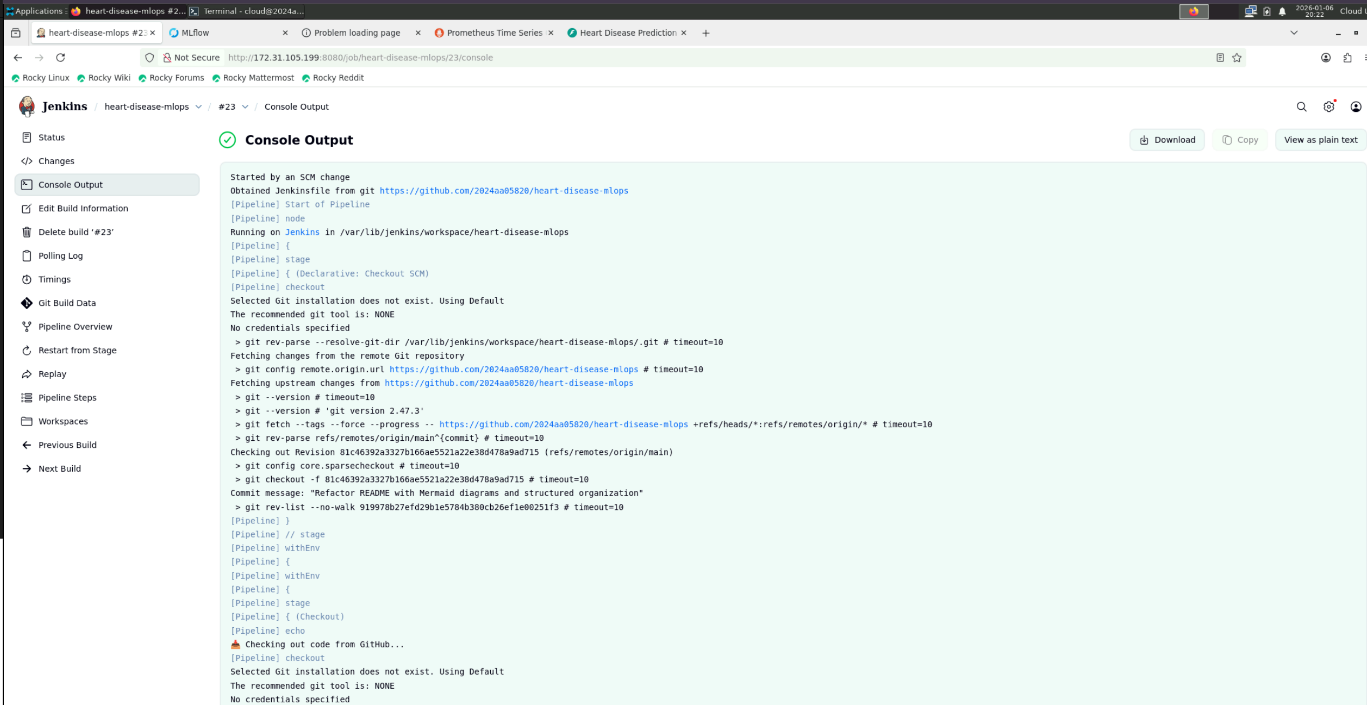 Applications : heart-disease-mlops #2... Terminal - cloud@2024a... 2026-01-06 20:22 Cloud
heart-disease-mlops #23 MLflow Problem loading page Prometheus Time Series Heart Disease Prediction
Not Secure http://172.31.105.199:8080/job/heart-disease-mlops/23/console
Rocky Linux Rocky Wiki Rocky Forums Rocky Mattermost Rocky Reddit
Jenkins / heart-disease-mlops / #23 / Console Output
Status
Changes
Console Output
Edit Build Information
Delete build '#23'
Polling Log
Timings
Git Build Data
Pipeline Overview
Restart from Stage
Replay
Pipeline Steps
Workspaces
Previous Build
Next Build
Console Output
Download Copy View as plain text
Started by an SCM change
Obtained Jenkinsfile from git https://github.com/2024aa05820/heart-disease-mlops
[Pipeline] Start of Pipeline
[Pipeline] node
Running on Jenkins in /var/lib/jenkins/workspace/heart-disease-mlops
[Pipeline] {
[Pipeline] stage
[Pipeline] { (Declarative: Checkout SCM)
[Pipeline] checkout
Selected Git installation does not exist. Using Default
The recommended git tool is: NONE
No credentials specified
> git rev-parse --resolve-git-dir /var/lib/jenkins/workspace/heart-disease-mlops/.git # timeout=10
Fetching changes from the remote Git repository
> git config remote.origin.url https://github.com/2024aa05820/heart-disease-mlops # timeout=10
Fetching upstream changes from https://github.com/2024aa05820/heart-disease-mlops
> git --version # timeout=10
> git --version # 'git version 2.47.3'
> git fetch --tags --force --progress -- https://github.com/2024aa05820/heart-disease-mlops +refs/heads/*:refs/remotes/origin/* # timeout=10
> git rev-parse refs/remotes/origin/main^{commit} # timeout=10
Checking out Revision 81c46392a3327b166ae5521a22e38d478a9ad715 (refs/remotes/origin/main)
> git config core.sparsecheckout # timeout=10
> git checkout -f 81c46392a3327b166ae5521a22e38d478a9ad715 # timeout=10
Commit message: "Refactor README with Mermaid diagrams and structured organization"
> git rev-list --no-walk 919978b27efd29b1e5784b380cb26ef1e00251f3 # timeout=10
[Pipeline] }
[Pipeline] // stage
[Pipeline] withEnv
[Pipeline] {
[Pipeline] withEnv
[Pipeline] {
[Pipeline] stage
[Pipeline] { (Checkout)
[Pipeline] echo
📥 Checking out code from GitHub...
[Pipeline] checkout
Selected Git installation does not exist. Using Default
The recommended git tool is: NONE
No credentials specified